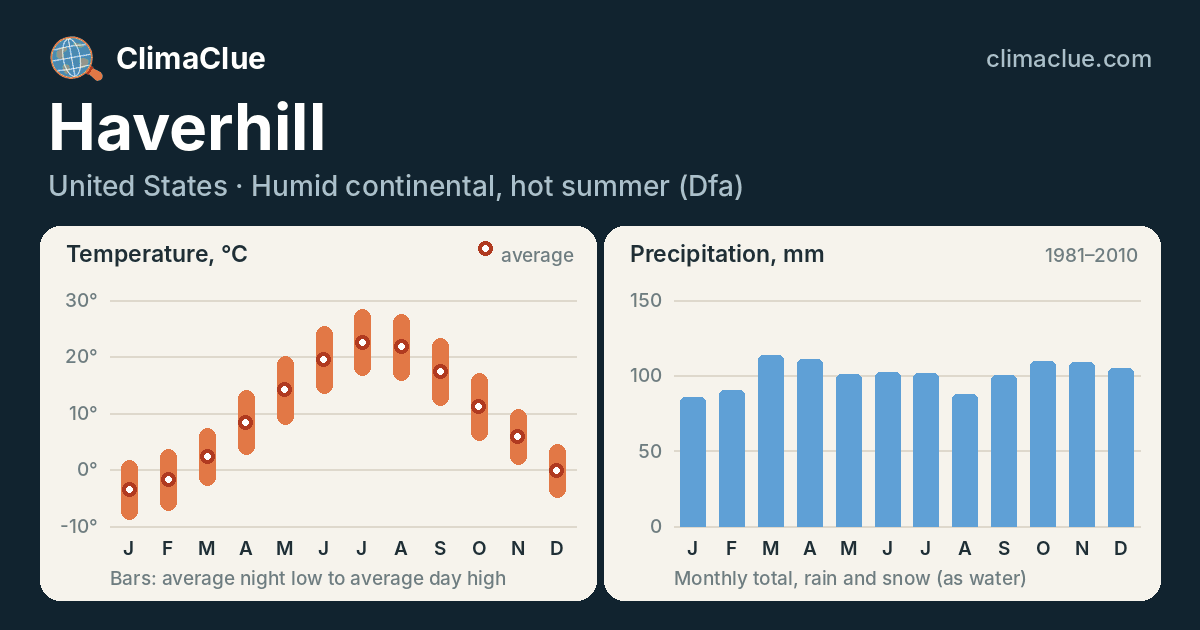 ClimaClue
climaclue.com
Haverhill
United States · Humid continental, hot summer (Dfa)
Temperature, °C
average
30°
20°
10°
0°
-10°
J F M A M J J A S O N D
Bars: average night low to average day high
Precipitation, mm
1981–2010
150
100
50
0
J F M A M J J A S O N D
Monthly total, rain and snow (as water)